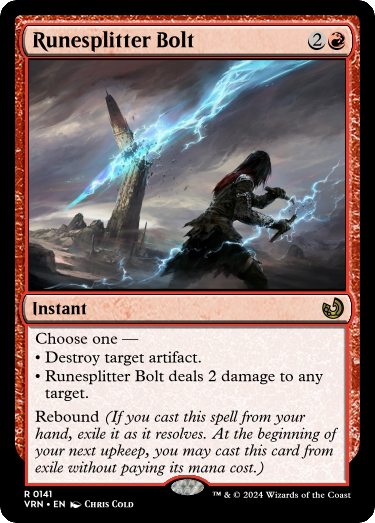 Runesplitter Bolt 2
Instant
Choose one —
• Destroy target artifact.
• Runesplitter Bolt deals 2 damage to any
target.
Rebound (If you cast this spell from your
hand, exile it as it resolves. At the beginning of
your next upkeep, you may cast this card from
exile without paying its mana cost.)
R 0141
VRN • EN Chris Cold
™ & © 2024 Wizards of the Coast